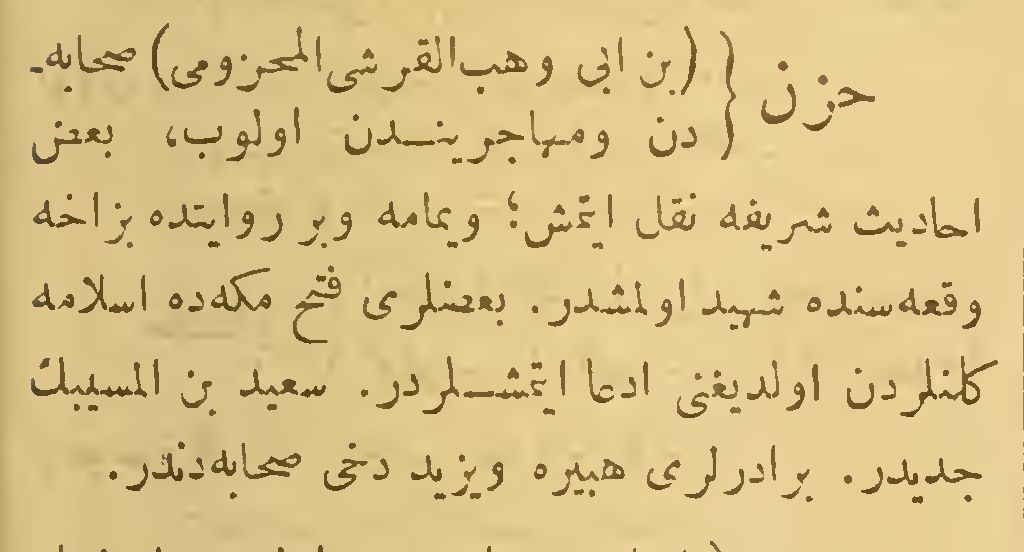 حزن { (بن ابی وهب‌القرشی‌المخزومی) صحابه‌-
دن ومهاجریندن اولوب، بعض
احادیث شریفه نقل ایتمش؛ ویمامه وبر روایتده بزاخه
وقعه‌سنده شهید اولمشدر. بعضلری فتح مکه‌ده اسلامه
کلنلردن اولدیغنی ادعا ایتمشلردر. سعید بن المسیبك
جدیدر. برادرلری هبیره ویزید دخی صحابه‌دندر.